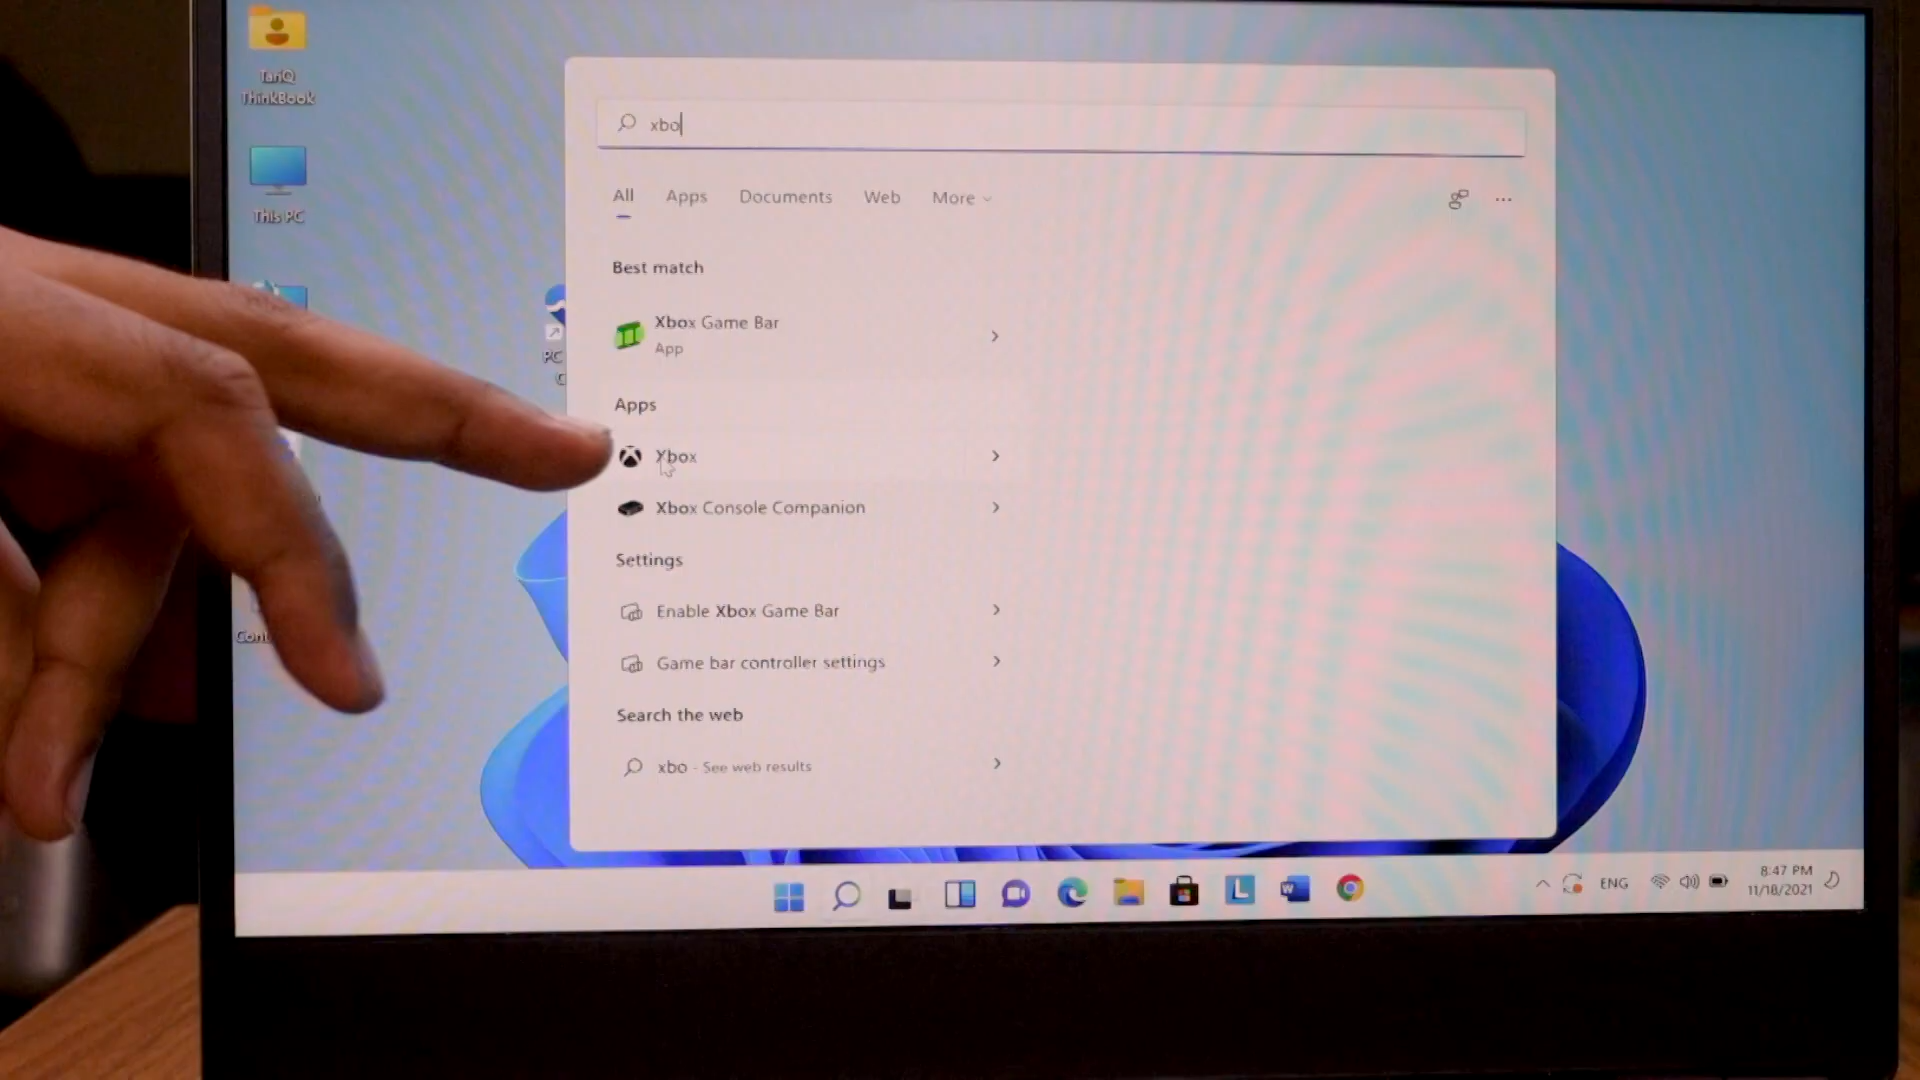 TariQ
ThinkBook
This PC
PC
xbo
All Apps Documents Web More
Best match
Xbox Game Bar
App
Apps
Xbox
Xbox Console Companion
Settings
Enable Xbox Game Bar
Game bar controller settings
Search the web
xbo - See web results
ENG
8:47 PM
11/18/2021